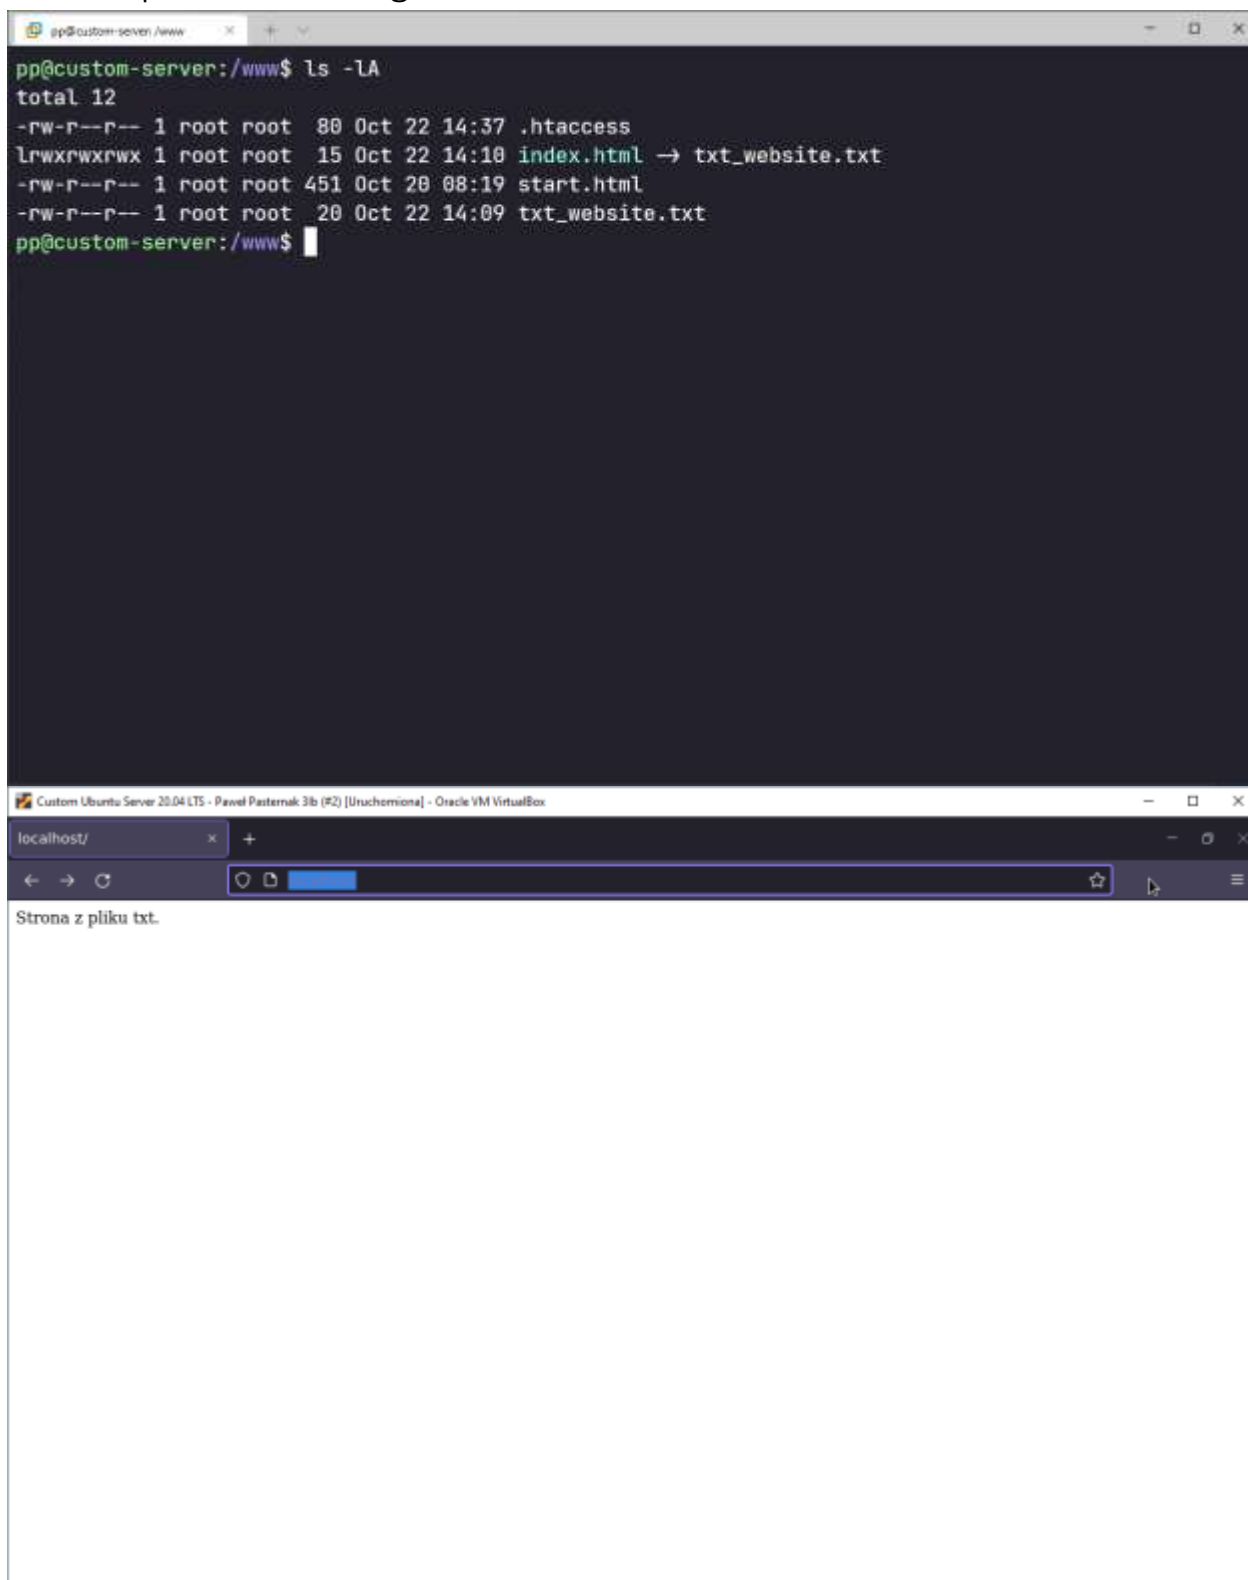 pp@custom-server:/www
pp@custom-server:/www$ ls -lA
total 12
-rw-r--r-- 1 root root  80 Oct 22 14:37 .htaccess
lrwxrwxrwx 1 root root  15 Oct 22 14:10 index.html → txt_website.txt
-rw-r--r-- 1 root root 451 Oct 20 08:19 start.html
-rw-r--r-- 1 root root  20 Oct 22 14:09 txt_website.txt
pp@custom-server:/www$
Custom Ubuntu Server 20.04 LTS - Paweł Pasternak 3Ib (#2) [Uruchomiona] - Oracle VM VirtualBox
localhost/
Strona z pliku txt.